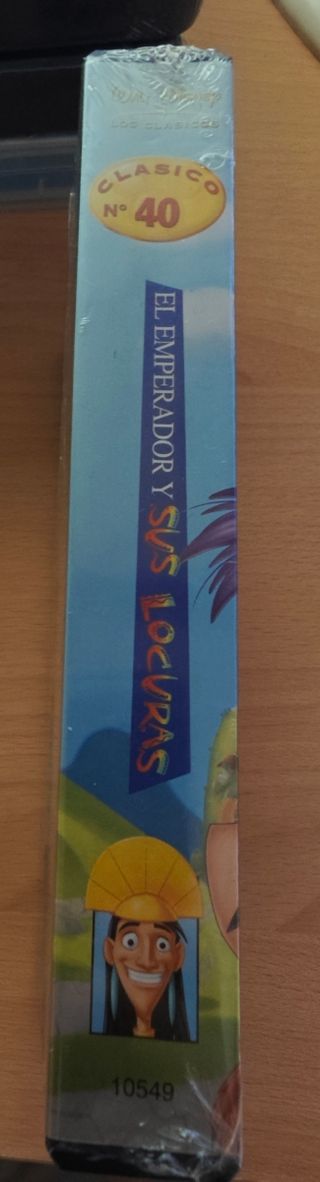 Walt Disney
LOS CLASICOS
CLASICO
Nº 40
EL EMPERADOR Y SUS LOCURAS
10549